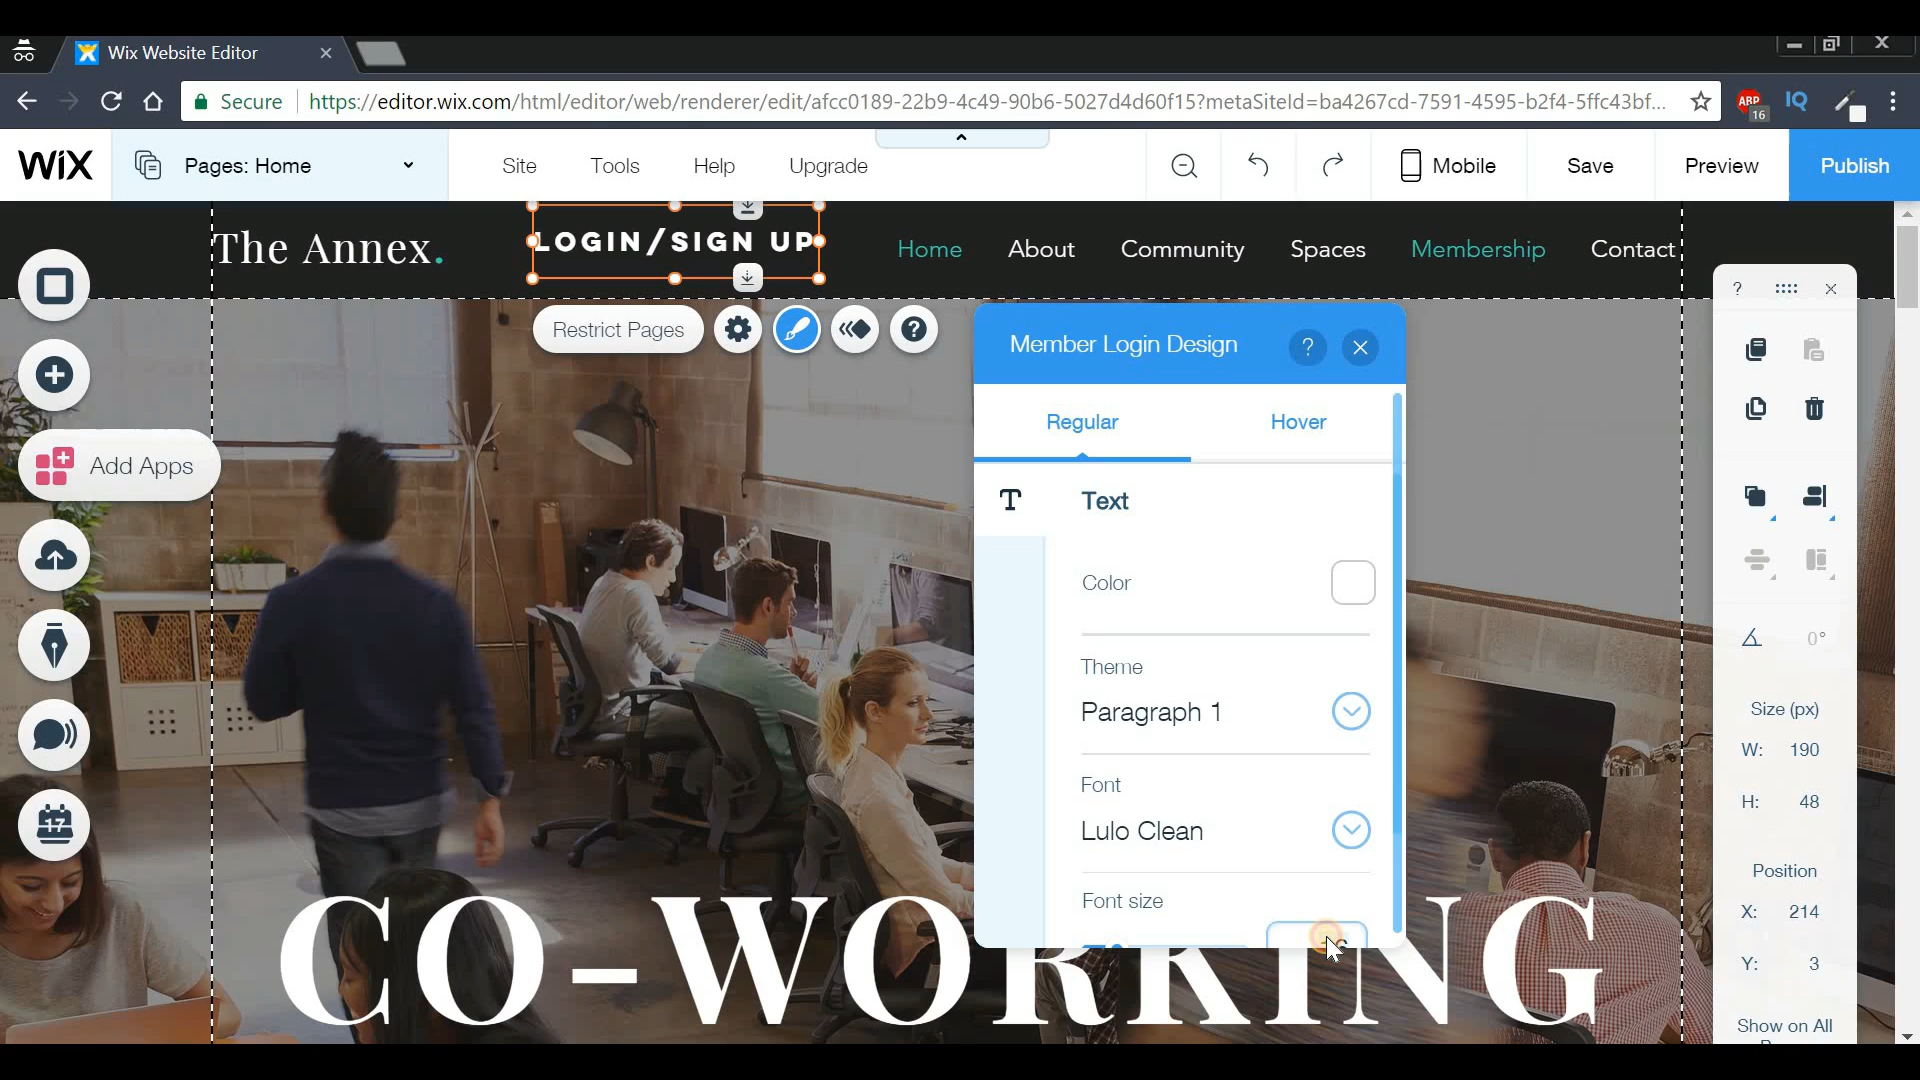 Wix Website Editor
Secure
https://editor.wix.com/html/editor/web/renderer/edit/afcc0189-22b9-4c49-90b6-5027d4d60f15?metaSiteId=ba4267cd-7591-4595-b2f4-5ffc43bf...
ABP
16
IQ
WiX
Pages: Home
Site
Tools
Help
Upgrade
Mobile
Save
Preview
Publish
The Annex.
LOGIN/SIGN UP
Home
About
Community
Spaces
Membership
Contact
Restrict Pages
?
Member Login Design
?
Regular
Hover
T
Text
Color
Theme
Paragraph 1
Font
Lulo Clean
Font size
Add Apps
17
CO-WORKING
?
0°
Size (px)
W: 190
H: 48
Position
X: 214
Y: 3
Show on All